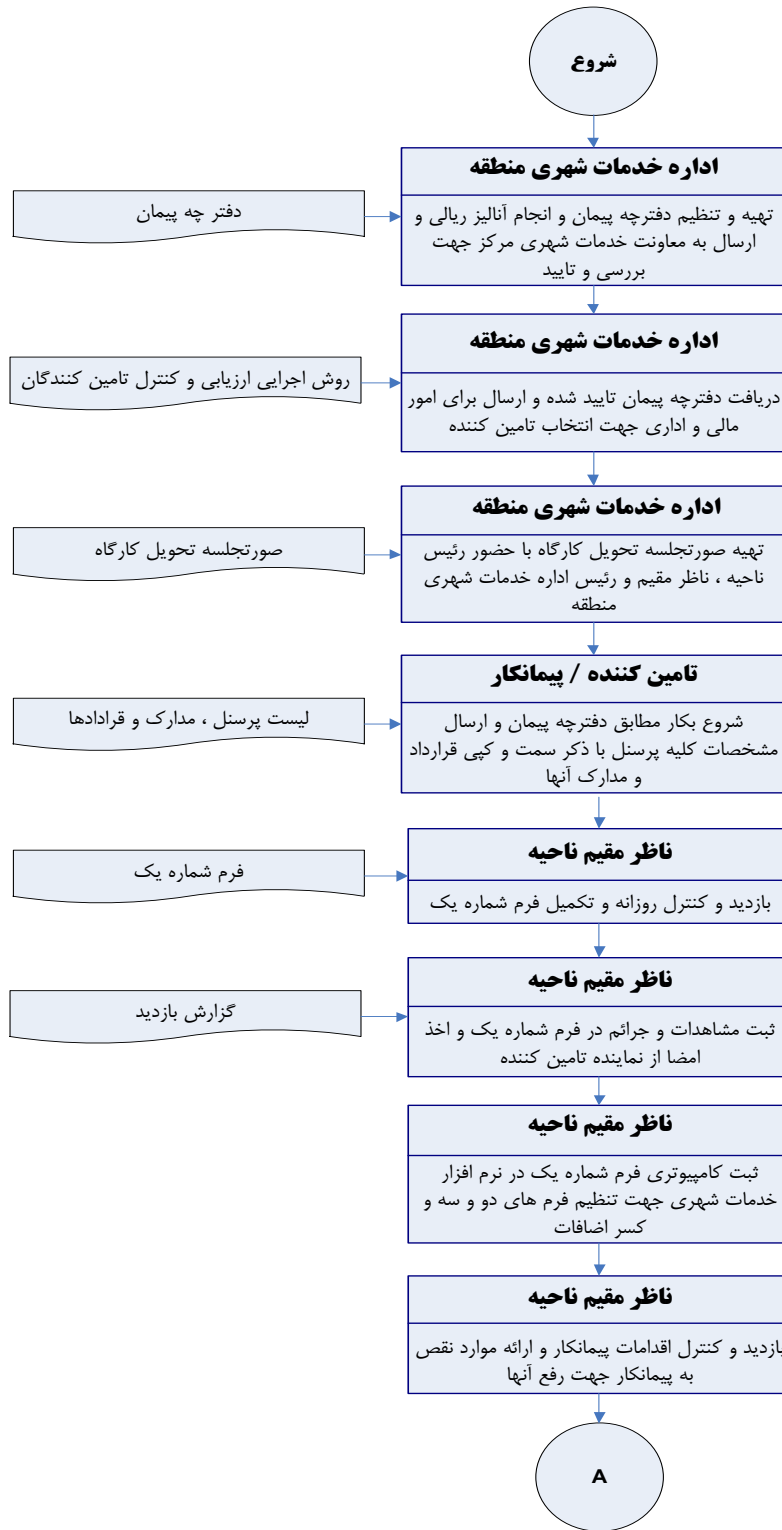 شروع
اداره خدمات شهری منطقه
تهیه و تنظیم دفترچه پیمان و انجام آنالیز ریالی و
ارسال به معاونت خدمات شهری مرکز جهت
بررسی و تایید
دفتر چه پیمان
اداره خدمات شهری منطقه
دریافت دفترچه پیمان تایید شده و ارسال برای امور
مالی و اداری جهت انتخاب تامین کننده
روش اجرایی ارزیابی و کنترل تامین کنندگان
اداره خدمات شهری منطقه
تهیه صورتجلسه تحویل کارگاه با حضور رئیس
ناحیه ، ناظر مقیم و رئیس اداره خدمات شهری
منطقه
صورتجلسه تحویل کارگاه
تامین کننده / پیمانکار
شروع بکار مطابق دفترچه پیمان و ارسال
مشخصات کلیه پرسنل با ذکر سمت و کپی قرارداد
و مدارک آنها
لیست پرسنل ، مدارک و قرادادها
ناظر مقیم ناحیه
بازدید و کنترل روزانه و تکمیل فرم شماره یک
فرم شماره یک
ناظر مقیم ناحیه
ثبت مشاهدات و جرائم در فرم شماره یک و اخذ
امضا از نماینده تامین کننده
گزارش بازدید
ناظر مقیم ناحیه
ثبت کامپیوتری فرم شماره یک در نرم افزار
خدمات شهری جهت تنظیم فرم های دو و سه و
کسر اضافات
ناظر مقیم ناحیه
بازدید و کنترل اقدامات پیمانکار و ارائه موارد نقص
به پیمانکار جهت رفع آنها
A